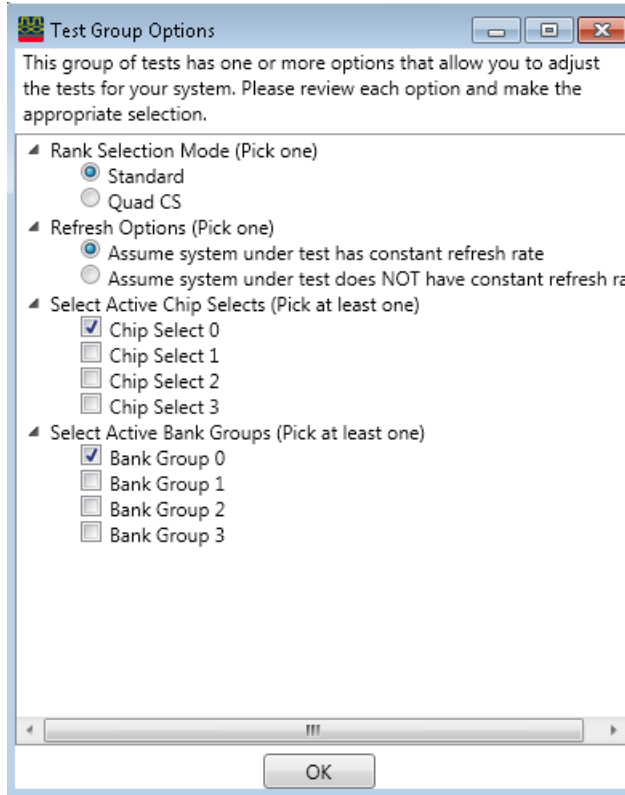 Test Group Options
This group of tests has one or more options that allow you to adjust
the tests for your system. Please review each option and make the
appropriate selection.
Rank Selection Mode (Pick one)
Standard
Quad CS
Refresh Options (Pick one)
Assume system under test has constant refresh rate
Assume system under test does NOT have constant refresh ra
Select Active Chip Selects (Pick at least one)
Chip Select 0
Chip Select 1
Chip Select 2
Chip Select 3
Select Active Bank Groups (Pick at least one)
Bank Group 0
Bank Group 1
Bank Group 2
Bank Group 3
OK